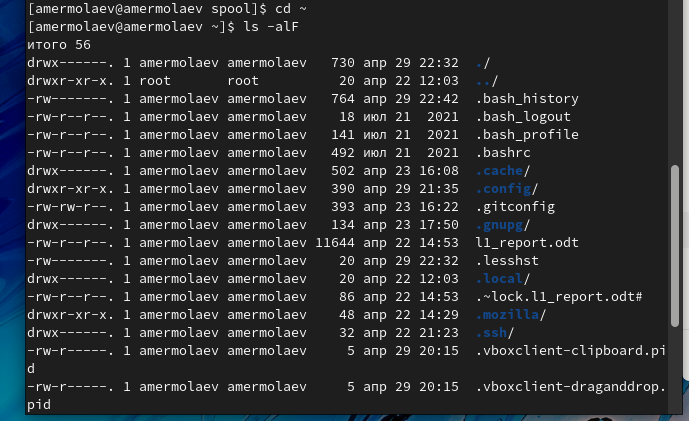 [amermolaev@amermolaev spool]$ cd ~
[amermolaev@amermolaev ~]$ ls -alF
итого 56
drwx------. 1 amermolaev amermolaev   730 апр 29 22:32  ./
drwxr-xr-x. 1 root       root          20 апр 22 12:03  ../
-rw-------. 1 amermolaev amermolaev   764 апр 29 22:42  .bash_history
-rw-r--r--. 1 amermolaev amermolaev    18 июл 21  2021  .bash_logout
-rw-r--r--. 1 amermolaev amermolaev   141 июл 21  2021  .bash_profile
-rw-r--r--. 1 amermolaev amermolaev   492 июл 21  2021  .bashrc
drwx------. 1 amermolaev amermolaev   502 апр 23 16:08  .cache/
drwxr-xr-x. 1 amermolaev amermolaev   390 апр 29 21:35  .config/
-rw-rw-r--. 1 amermolaev amermolaev   393 апр 23 16:22  .gitconfig
drwx------. 1 amermolaev amermolaev   134 апр 23 17:50  .gnupg/
-rw-r--r--. 1 amermolaev amermolaev 11644 апр 22 14:53  l1_report.odt
-rw-------. 1 amermolaev amermolaev    20 апр 29 22:32  .lesshst
drwx------. 1 amermolaev amermolaev    20 апр 22 12:03  .local/
-rw-r--r--. 1 amermolaev amermolaev    86 апр 22 14:53  .~lock.l1_report.odt#
drwxr-xr-x. 1 amermolaev amermolaev    48 апр 22 14:29  .mozilla/
drwx------. 1 amermolaev amermolaev    32 апр 22 21:23  .ssh/
-rw-r-----. 1 amermolaev amermolaev     5 апр 29 20:15  .vboxclient-clipboard.pi
d
-rw-r-----. 1 amermolaev amermolaev     5 апр 29 20:15  .vboxclient-draganddrop.
pid